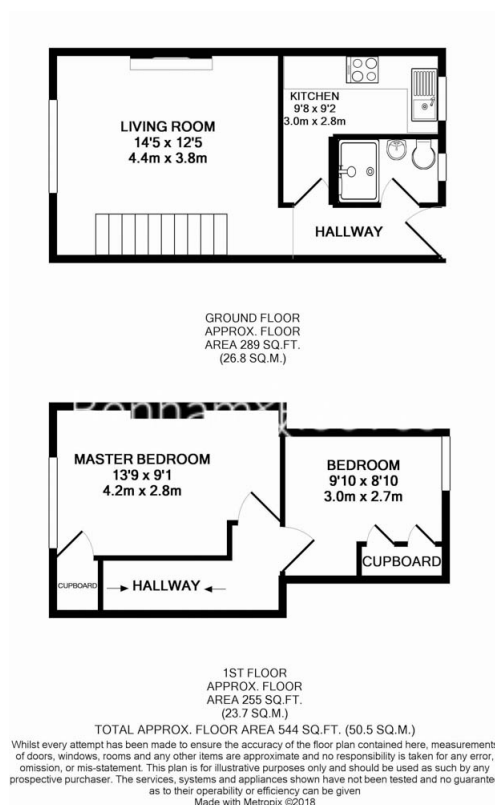 LIVING ROOM
14'5 x 12'5
4.4m x 3.8m
KITCHEN
9'8 x 9'2
3.0m x 2.8m
HALLWAY
GROUND FLOOR
APPROX. FLOOR
AREA 289 SQ.FT.
(26.8 SQ.M.)
MASTER BEDROOM
13'9 x 9'1
4.2m x 2.8m
BEDROOM
9'10 x 8'10
3.0m x 2.7m
CUPBOARD
CUPBOARD
HALLWAY
1ST FLOOR
APPROX. FLOOR
AREA 255 SQ.FT.
(23.7 SQ.M.)
TOTAL APPROX. FLOOR AREA 544 SQ.FT. (50.5 SQ.M.)
Whilst every attempt has been made to ensure the accuracy of the floor plan contained here, measurements
of doors, windows, rooms and any other items are approximate and no responsibility is taken for any error,
omission, or mis-statement. This plan is for illustrative purposes only and should be used as such by any
prospective purchaser. The services, systems and appliances shown have not been tested and no guarantee
as to their operability or efficiency can be given
Made with Metropix ©2018